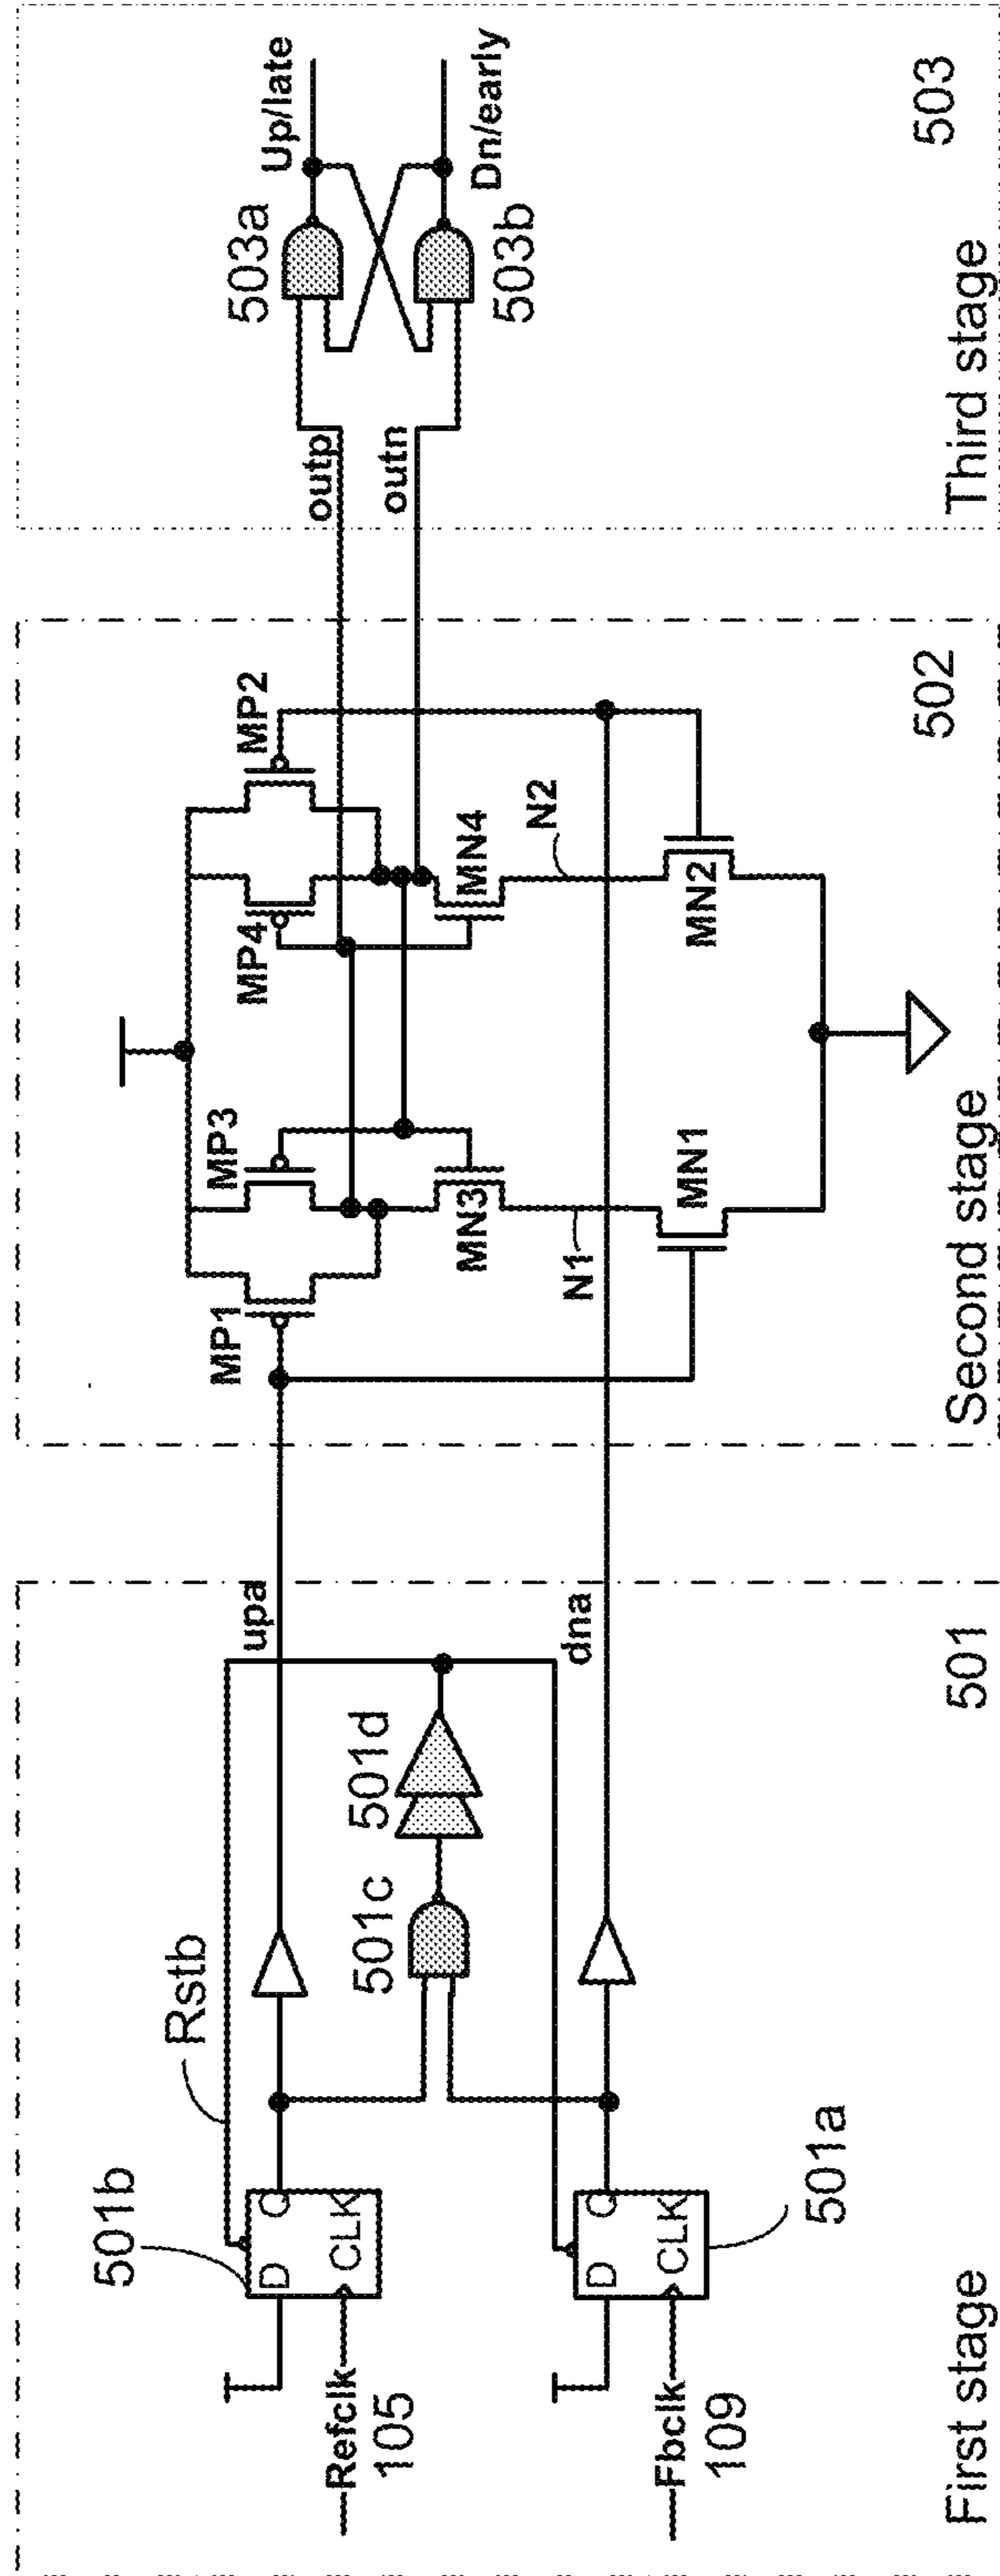 First stage
501
501b
Rstb
D
Q
CLK
Refclk
105
501c
501d
upa
D
Q
CLK
Fbclk
109
501a
dna
Second stage
502
MP1
MP3
MP4
MP2
MN3
MN4
N1
N2
MN1
MN2
Third stage
503
outp
outn
503a
Up/late
503b
Dn/early